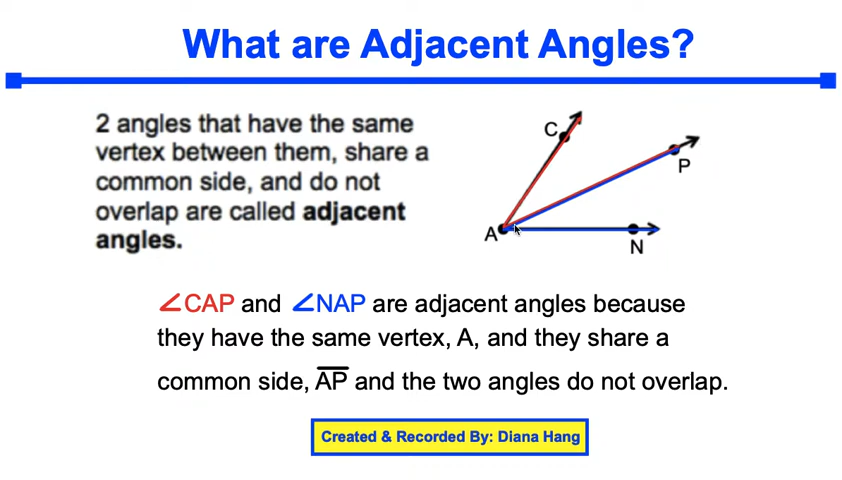 What are Adjacent Angles?
2 angles that have the same
vertex between them, share a
common side, and do not
overlap are called adjacent
angles.
C
P
A
N
∠CAP and ∠NAP are adjacent angles because
they have the same vertex, A, and they share a
common side, A̅P̅ and the two angles do not overlap.
Created & Recorded By: Diana Hang